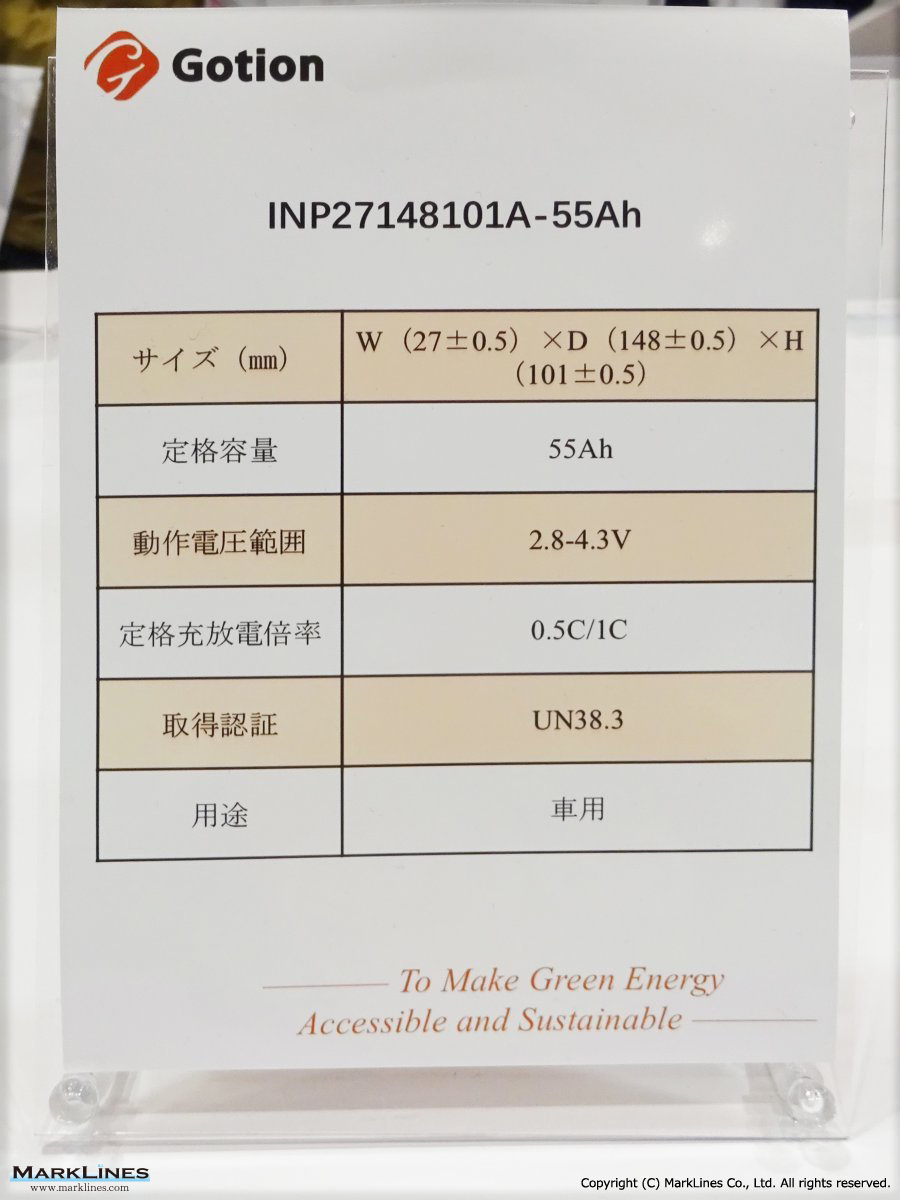 Gotion
INP27148101A-55Ah
サイズ（mm）
W（27±0.5）×D（148±0.5）×H
（101±0.5）
定格容量
55Ah
動作電圧範囲
2.8-4.3V
定格充放電倍率
0.5C/1C
取得認証
UN38.3
用途
車用
To Make Green Energy
Accessible and Sustainable
MARKLINES
www.marklines.com
Copyright (C) MarkLines Co., Ltd. All rights reserved.